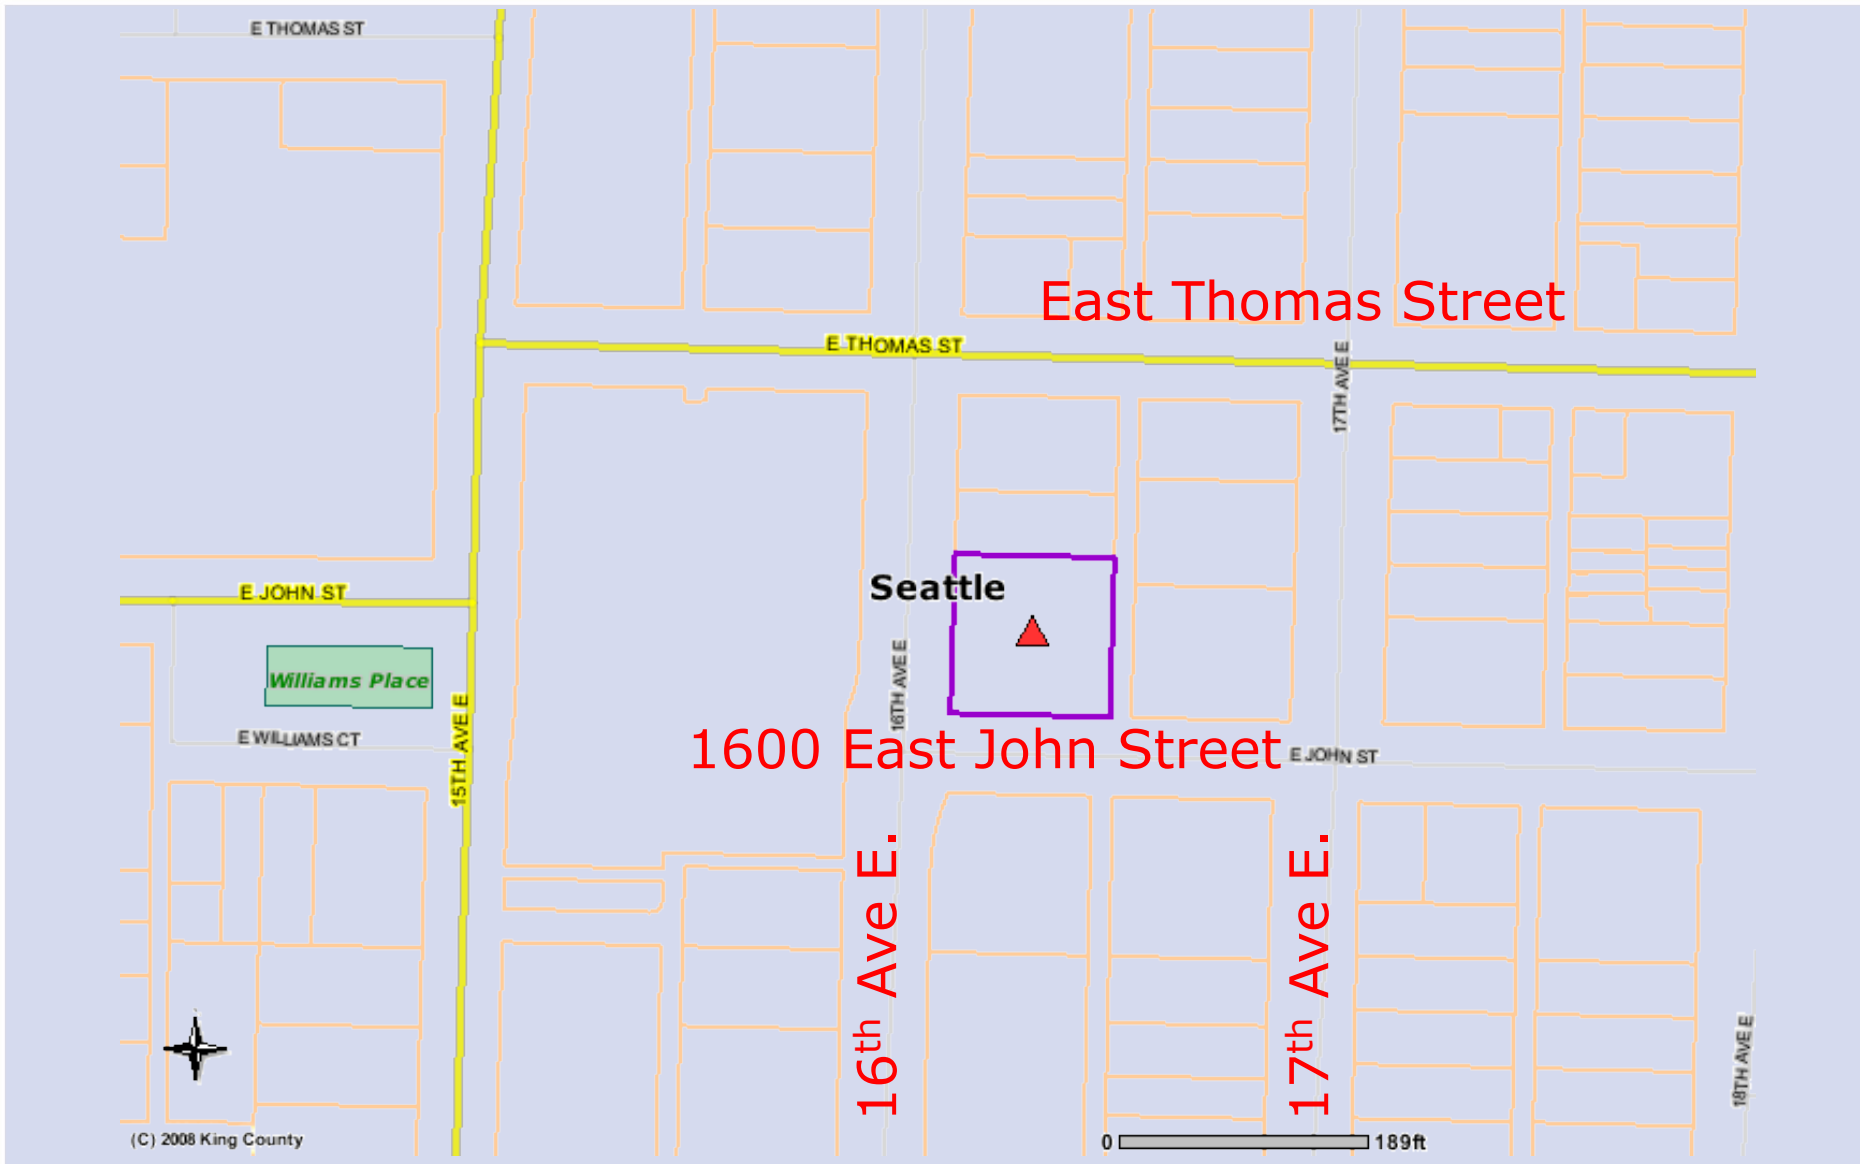 E THOMAS ST
East Thomas Street
E THOMAS ST
17TH AVE E
Seattle
E JOHN ST
Williams Place
16TH AVE E
15TH AVE E
E WILLIAMS CT
1600 East John Street
E JOHN ST
16th Ave E.
17th Ave E.
18TH AVE E
(C) 2008 King County
0 189ft